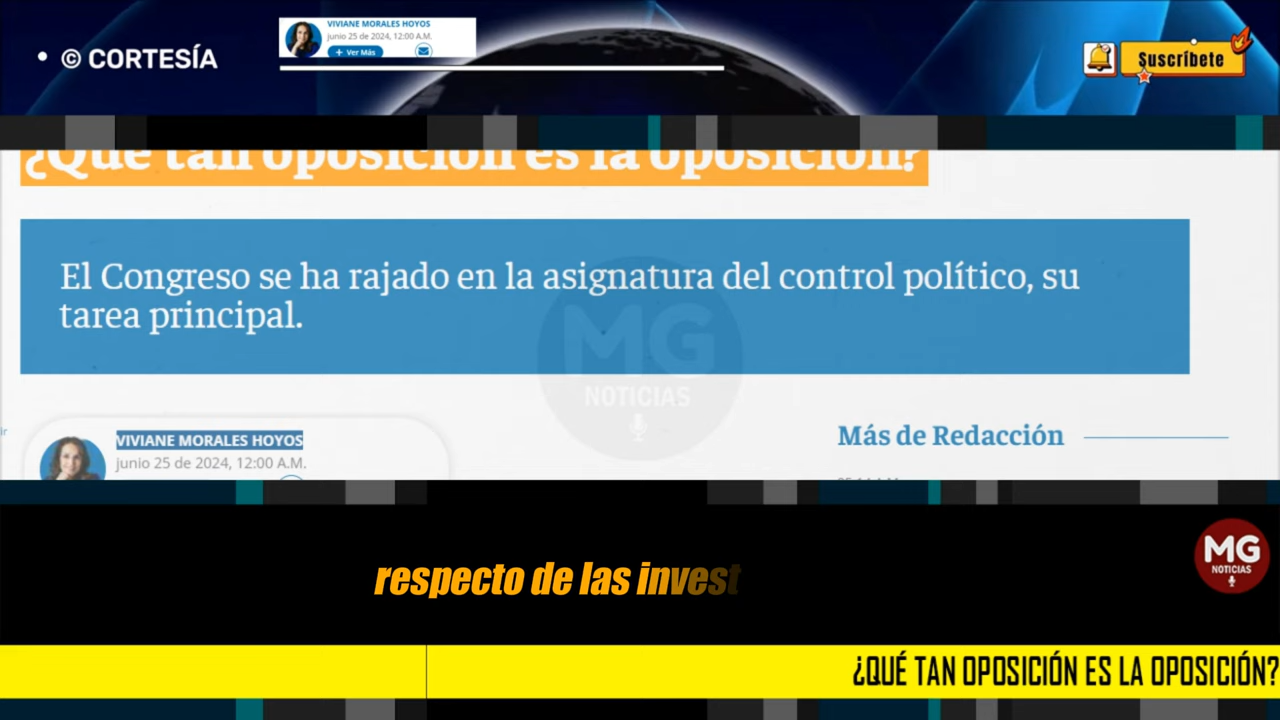 • © CORTESÍA
VIVIANE MORALES HOYOS
junio 25 de 2024, 12:00 A.M.
+ Ver Más
Suscríbete
¿Qué tan oposición es la oposición?
El Congreso se ha rajado en la asignatura del control político, su
tarea principal.
MG
NOTICIAS
VIVIANE MORALES HOYOS
junio 25 de 2024, 12:00 A.M.
Más de Redacción
respecto de las invest
MG
NOTICIAS
¿QUÉ TAN OPOSICIÓN ES LA OPOSICIÓN?